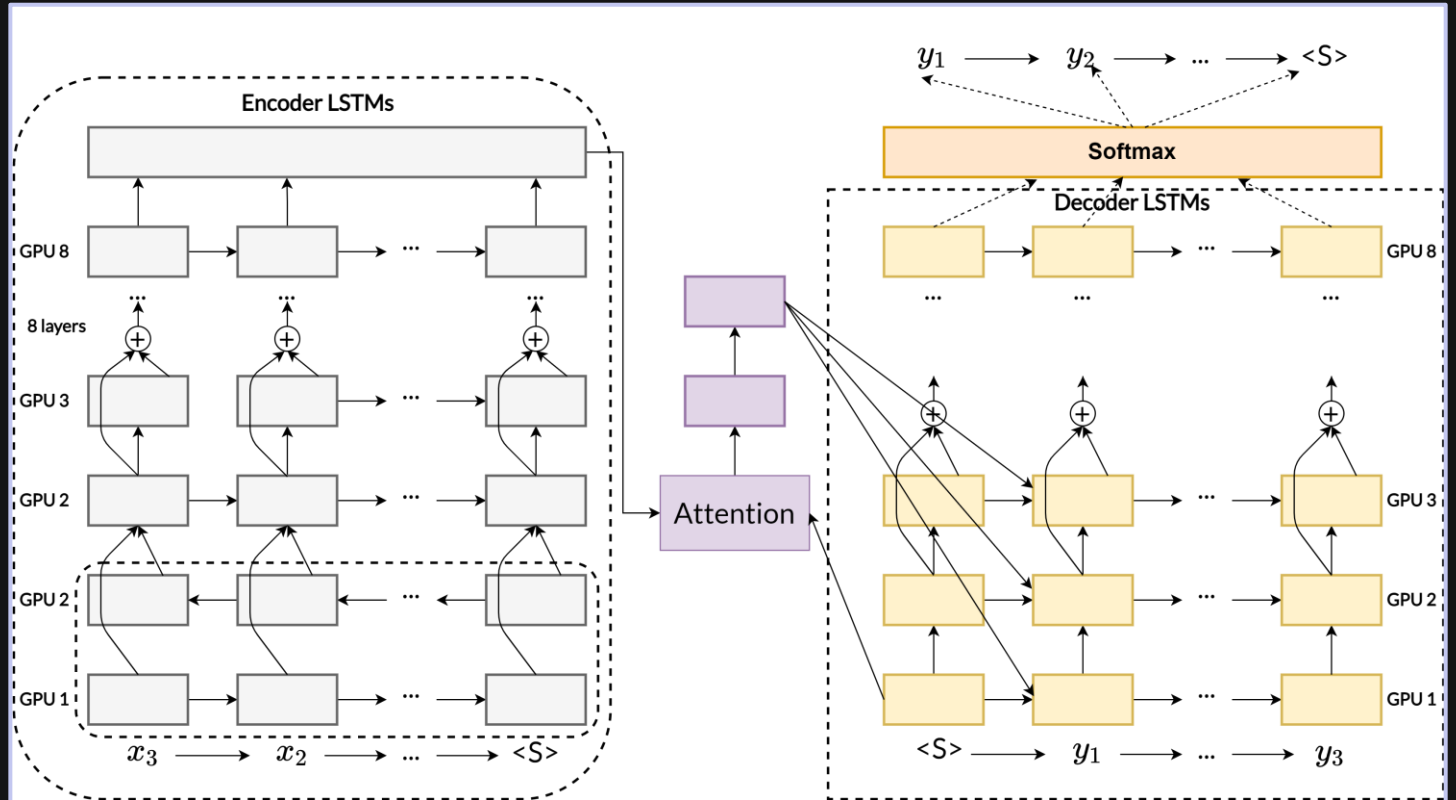 y1 y2 ... <S>
Encoder LSTMs
Softmax
Decoder LSTMs
GPU 8 ... ... GPU 8
... ... ... ... ... ...
8 layers
+ + +
GPU 3 ...
+ + +
GPU 2 ... Attention ... GPU 3
GPU 2 ... ... GPU 2
GPU 1 ... ... GPU 1
x3 x2 ... <S> <S> y1 ... y3